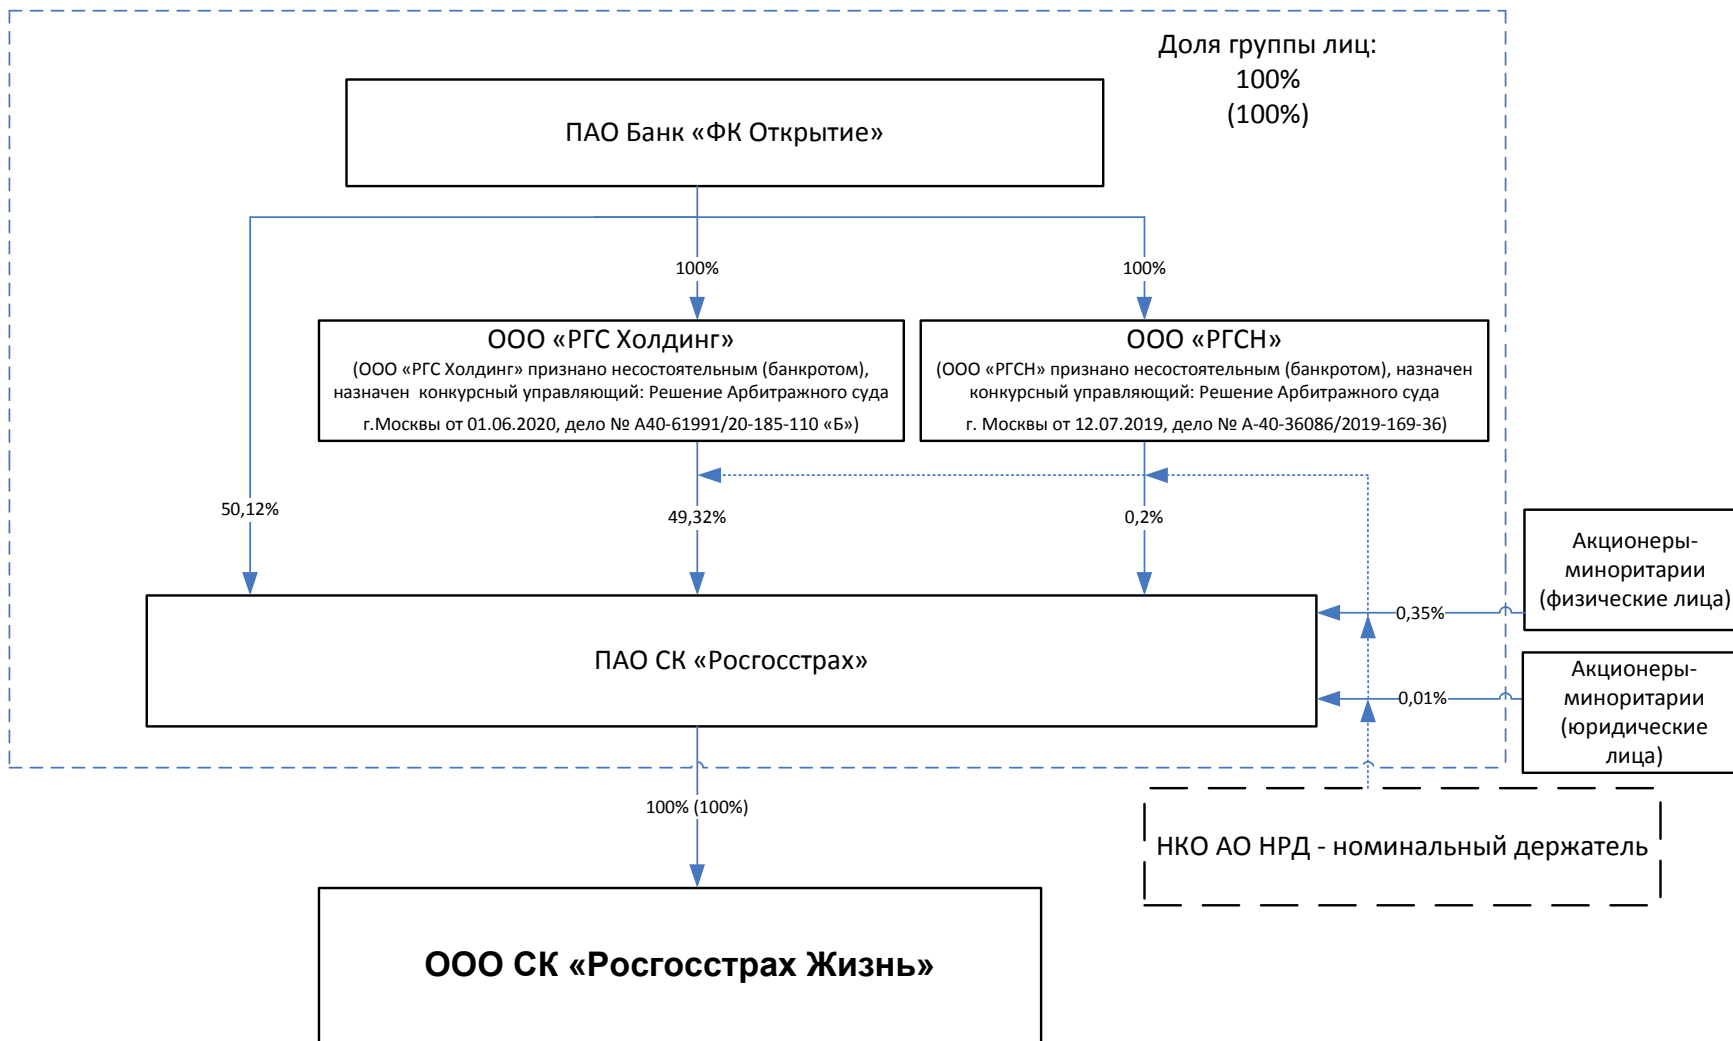 Доля группы лиц:
100%
(100%)
ПАО Банк «ФК Открытие»
100%
100%
ООО «РГС Холдинг»
(ООО «РГС Холдинг» признано несостоятельным (банкротом),
назначен конкурсный управляющий: Решение Арбитражного суда
г.Москвы от 01.06.2020, дело № А40-61991/20-185-110 «Б»)
ООО «РГСН»
(ООО «РГСН» признано несостоятельным (банкротом), назначен
конкурсный управляющий: Решение Арбитражного суда
г. Москвы от 12.07.2019, дело № А-40-36086/2019-169-36)
50,12%
49,32%
0,2%
Акционеры-
миноритарии
(физические лица)
0,35%
ПАО СК «Росгосстрах»
Акционеры-
миноритарии
(юридические
лица)
0,01%
100% (100%)
НКО АО НРД - номинальный держатель
ООО СК «Росгосстрах Жизнь»